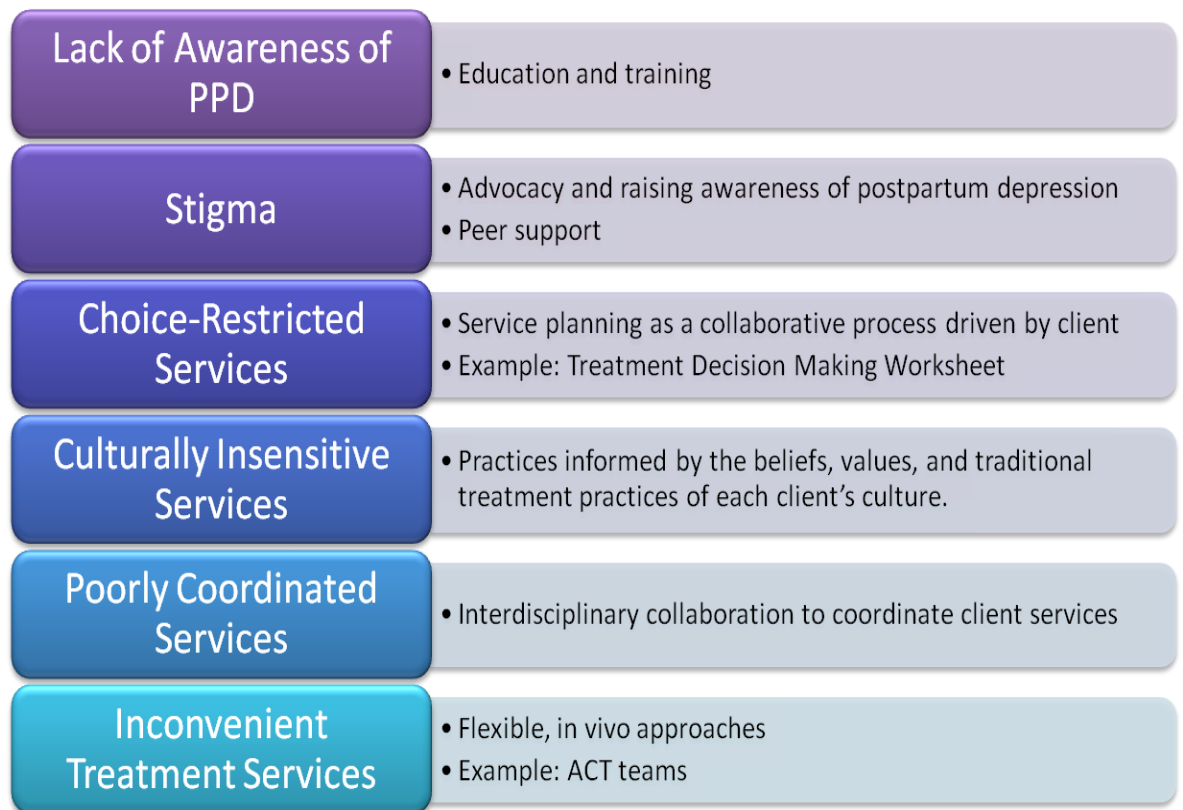 Lack of Awareness of
PPD
• Education and training
Stigma
• Advocacy and raising awareness of postpartum depression
• Peer support
Choice-Restricted
Services
• Service planning as a collaborative process driven by client
• Example: Treatment Decision Making Worksheet
Culturally Insensitive
Services
• Practices informed by the beliefs, values, and traditional
treatment practices of each client’s culture.
Poorly Coordinated
Services
• Interdisciplinary collaboration to coordinate client services
Inconvenient
Treatment Services
• Flexible, in vivo approaches
• Example: ACT teams